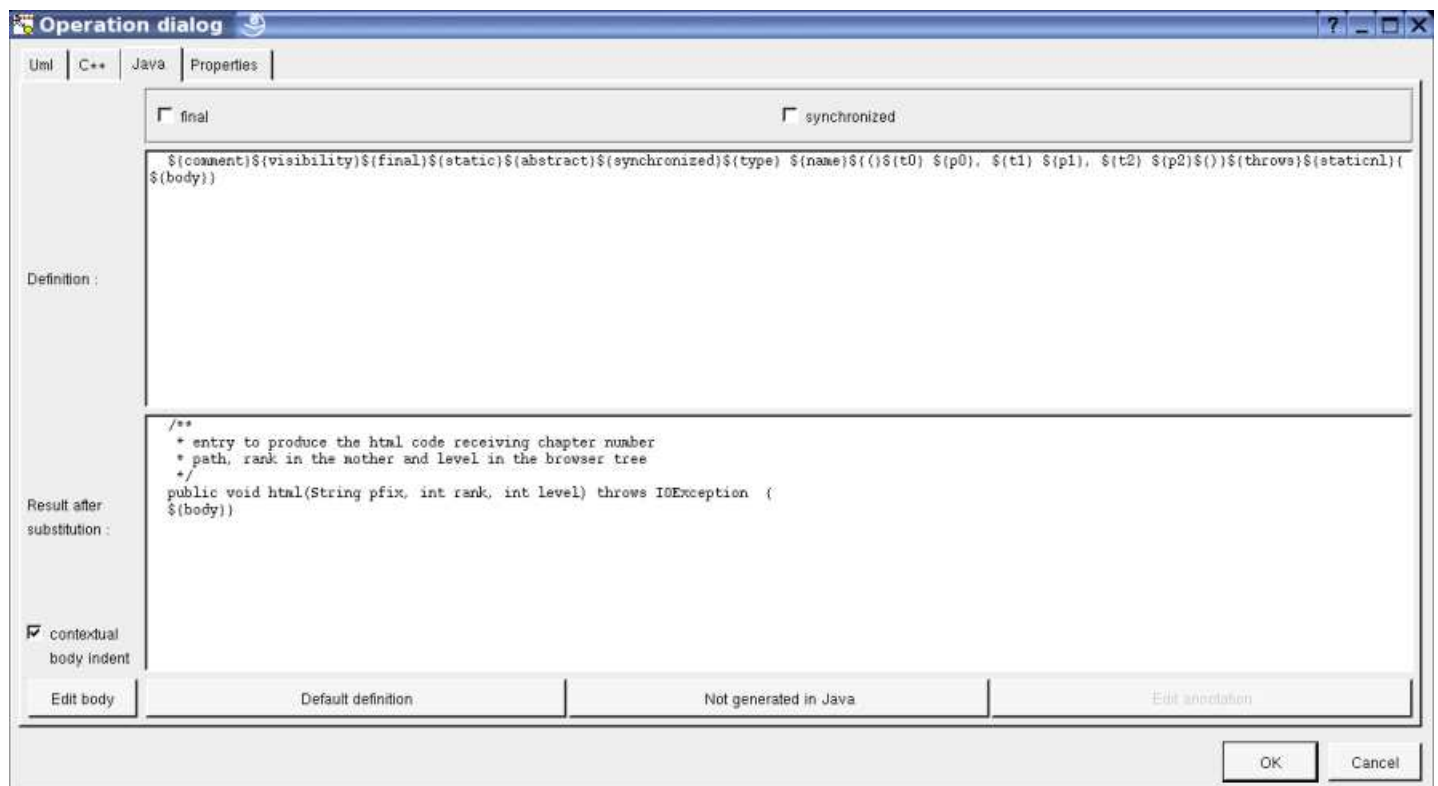 Operation dialog
Uml C++ Java Properties
final synchronized
Definition :
${comment}${visibility}${final}${static}${abstract}${synchronized}${type} ${name}${(}${t0} ${p0}, ${t1} ${p1}, ${t2} ${p2}${)}${throws}${staticnl}{
${body}}
Result after
substitution :
/**
* entry to produce the html code receiving chapter number
* path, rank in the mother and level in the browser tree
*/
public void html(String pfix, int rank, int level) throws IOException {
${body}}
contextual
body indent
Edit body Default definition Not generated in Java Edit annotation
OK Cancel